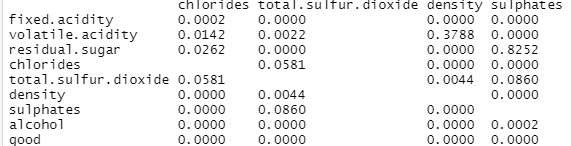 chlorides total.sulfur.dioxide density sulphates
fixed.acidity 0.0002 0.0000 0.0000 0.0000
volatile.acidity 0.0142 0.0022 0.3788 0.0000
residual.sugar 0.0262 0.0000 0.0000 0.8252
chlorides 0.0581 0.0000 0.0000
total.sulfur.dioxide 0.0581 0.0044 0.0860
density 0.0000 0.0044 0.0000
sulphates 0.0000 0.0860 0.0000
alcohol 0.0000 0.0000 0.0000 0.0002
good 0.0000 0.0000 0.0000 0.0000